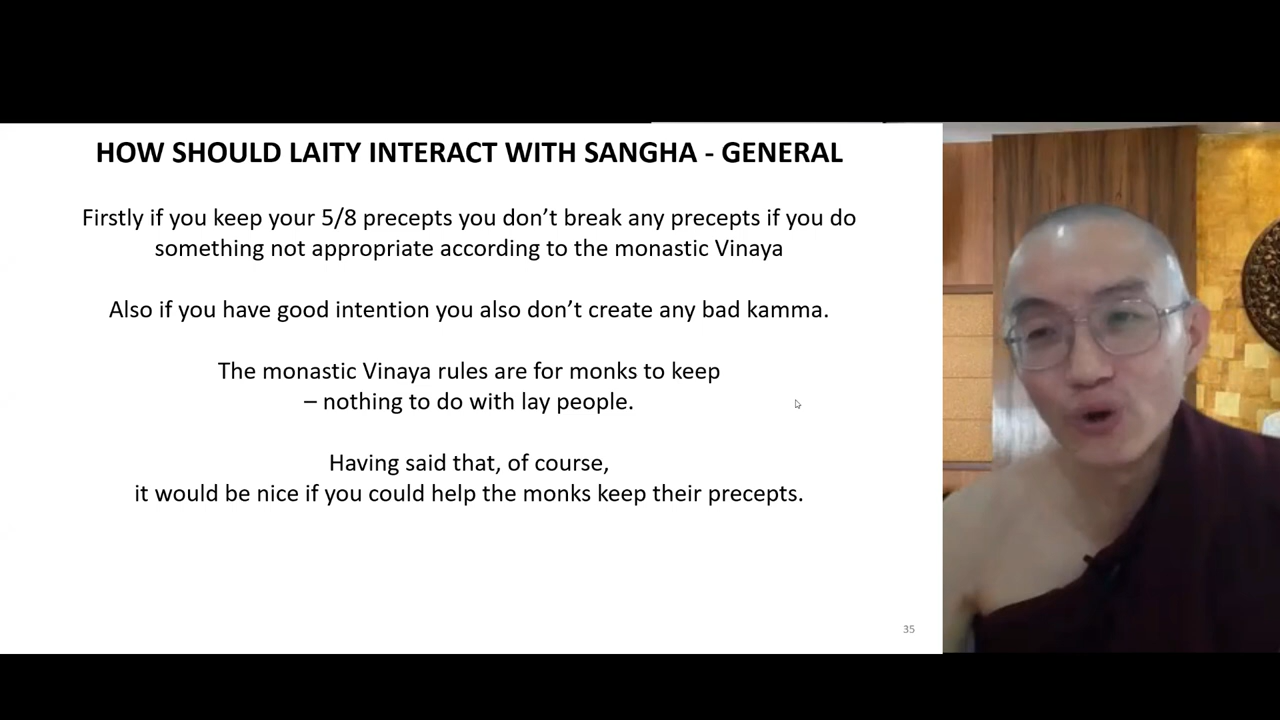 HOW SHOULD LAITY INTERACT WITH SANGHA - GENERAL
Firstly if you keep your 5/8 precepts you don’t break any precepts if you do
something not appropriate according to the monastic Vinaya
Also if you have good intention you also don’t create any bad kamma.
The monastic Vinaya rules are for monks to keep
– nothing to do with lay people.
Having said that, of course,
it would be nice if you could help the monks keep their precepts.
35